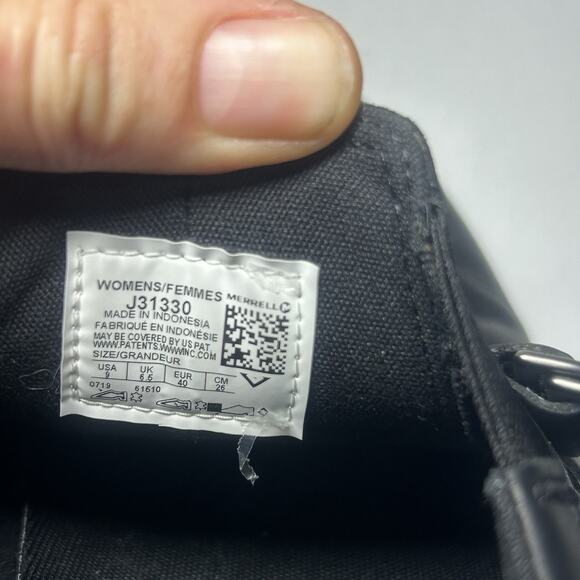 WOMENS/FEMMES MERRELL
J31330
MADE IN INDONESIA
FABRIQUÉ EN INDONÉSIE
MAY BE COVERED BY US PAT
WWW.PATENTS.WWWINC.COM
SIZE/GRANDEUR
USA UK EUR CM
9 6.5 40 26
0719 61510